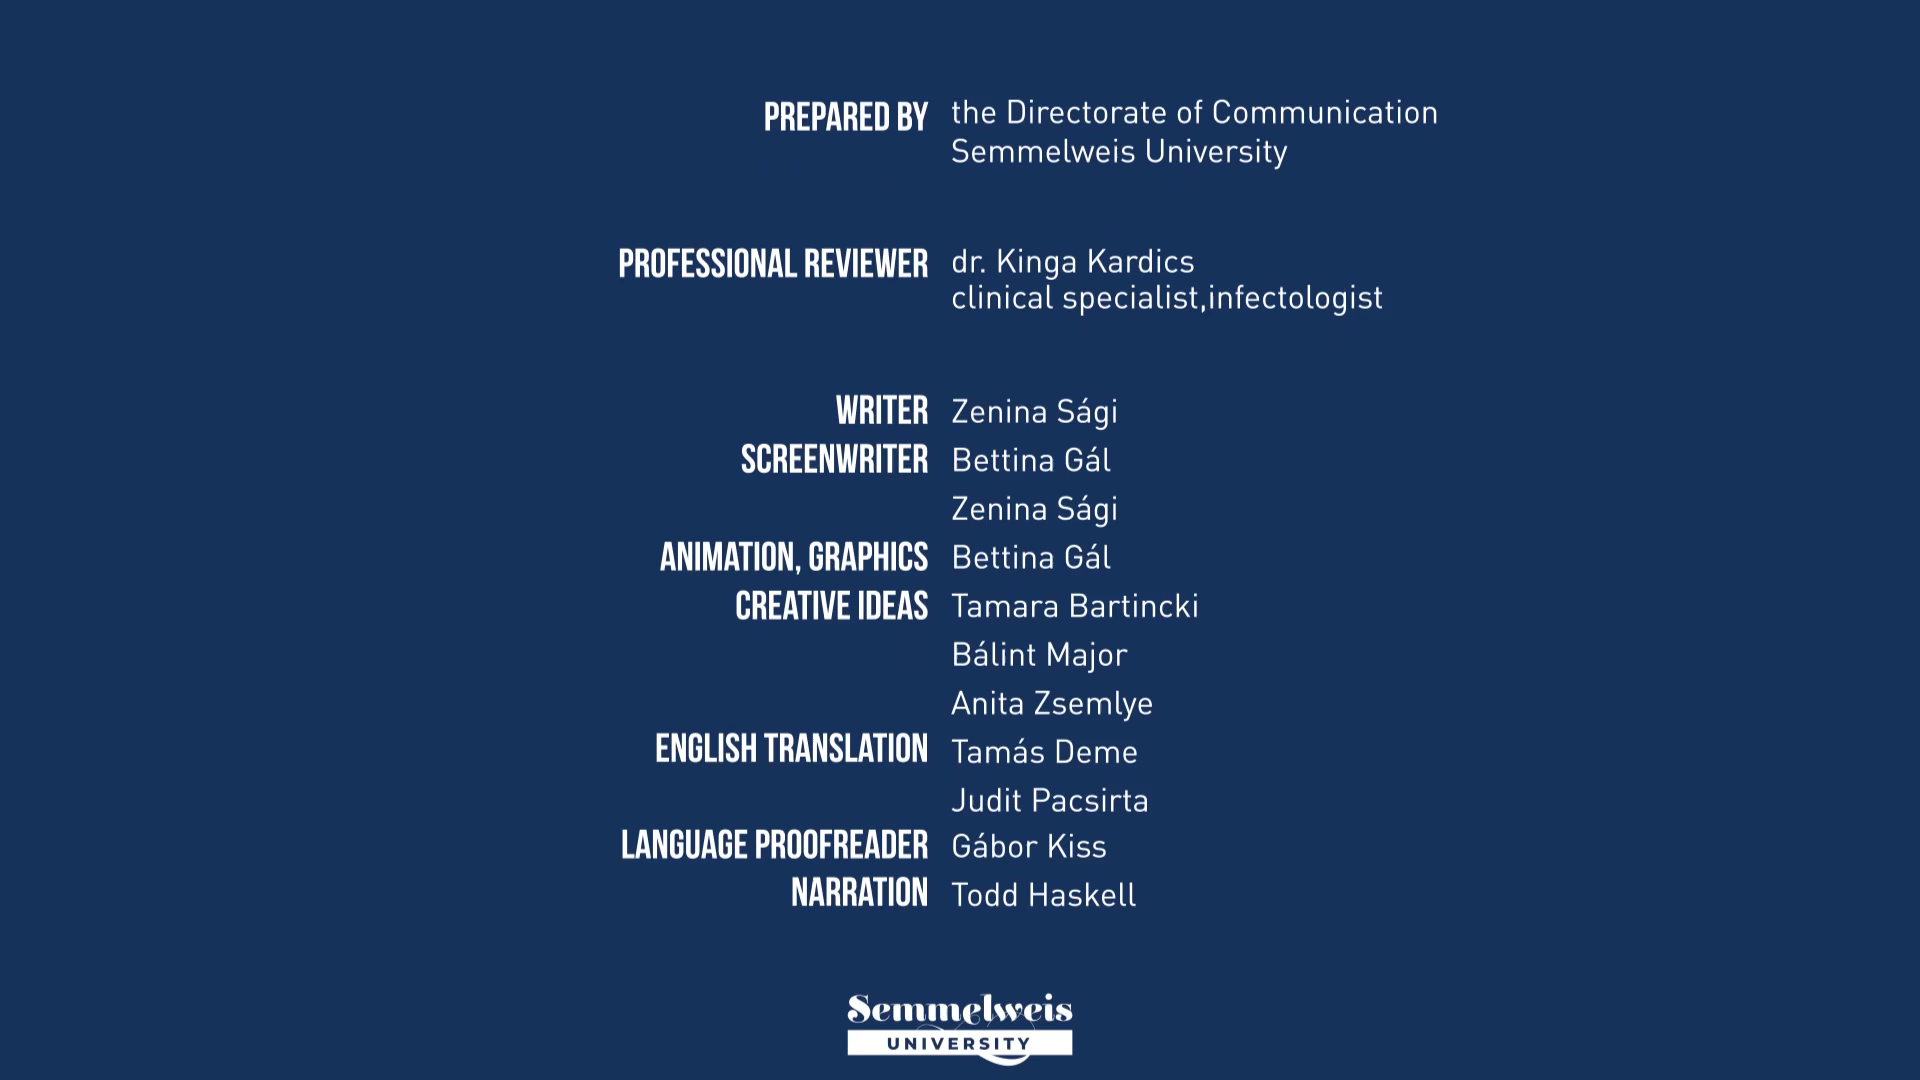 PREPARED BY the Directorate of Communication
Semmelweis University
PROFESSIONAL REVIEWER dr. Kinga Kardics
clinical specialist,infectologist
WRITER Zenina Sági
SCREENWRITER Bettina Gál
Zenina Sági
ANIMATION, GRAPHICS Bettina Gál
CREATIVE IDEAS Tamara Bartincki
Bálint Major
Anita Zsemlye
ENGLISH TRANSLATION Tamás Deme
Judit Pacsirta
LANGUAGE PROOFREADER Gábor Kiss
NARRATION Todd Haskell
Semmelweis
UNIVERSITY